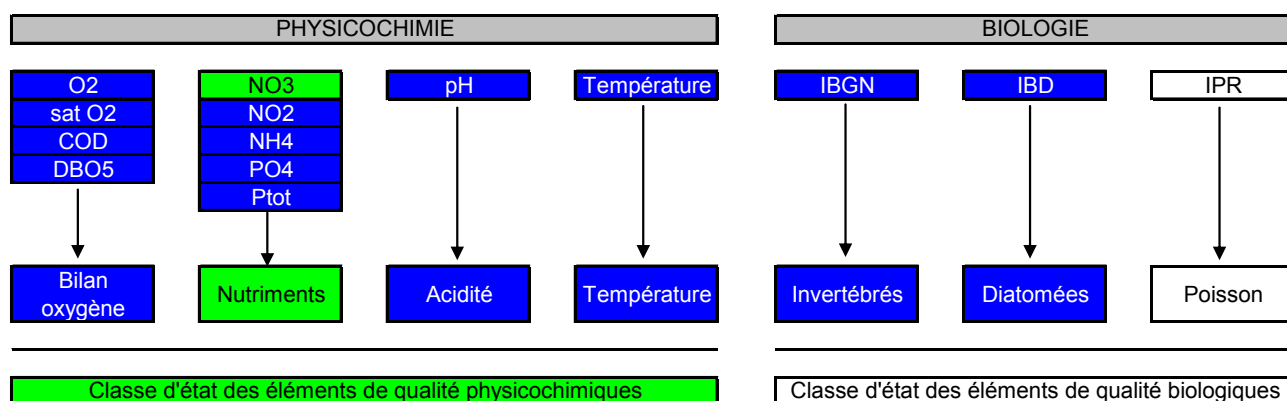 PHYSICOCHIMIE
BIOLOGIE
O2
sat O2
COD
DBO5
NO3
NO2
NH4
PO4
Ptot
pH
Température
IBGN
IBD
IPR
Bilan
oxygène
Nutriments
Acidité
Température
Invertébrés
Diatomées
Poisson
Classe d'état des éléments de qualité physicochimiques
Classe d'état des éléments de qualité biologiques